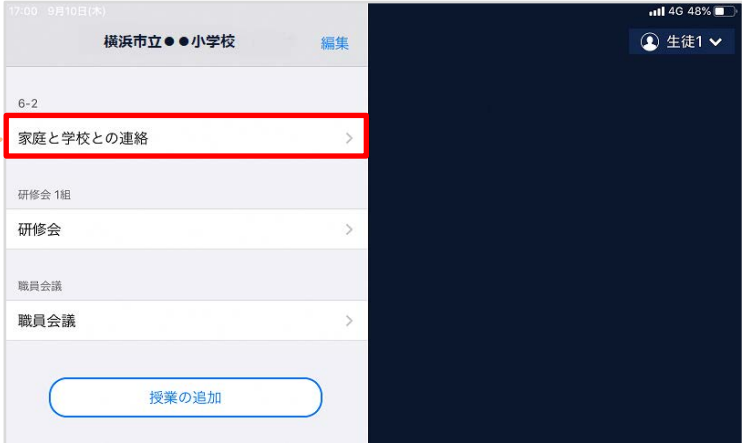 17:00 9月10日(木)
4G 48%
横浜市立●●小学校
編集
生徒1
6-2
家庭と学校との連絡
研修会 1組
研修会
職員会議
職員会議
授業の追加